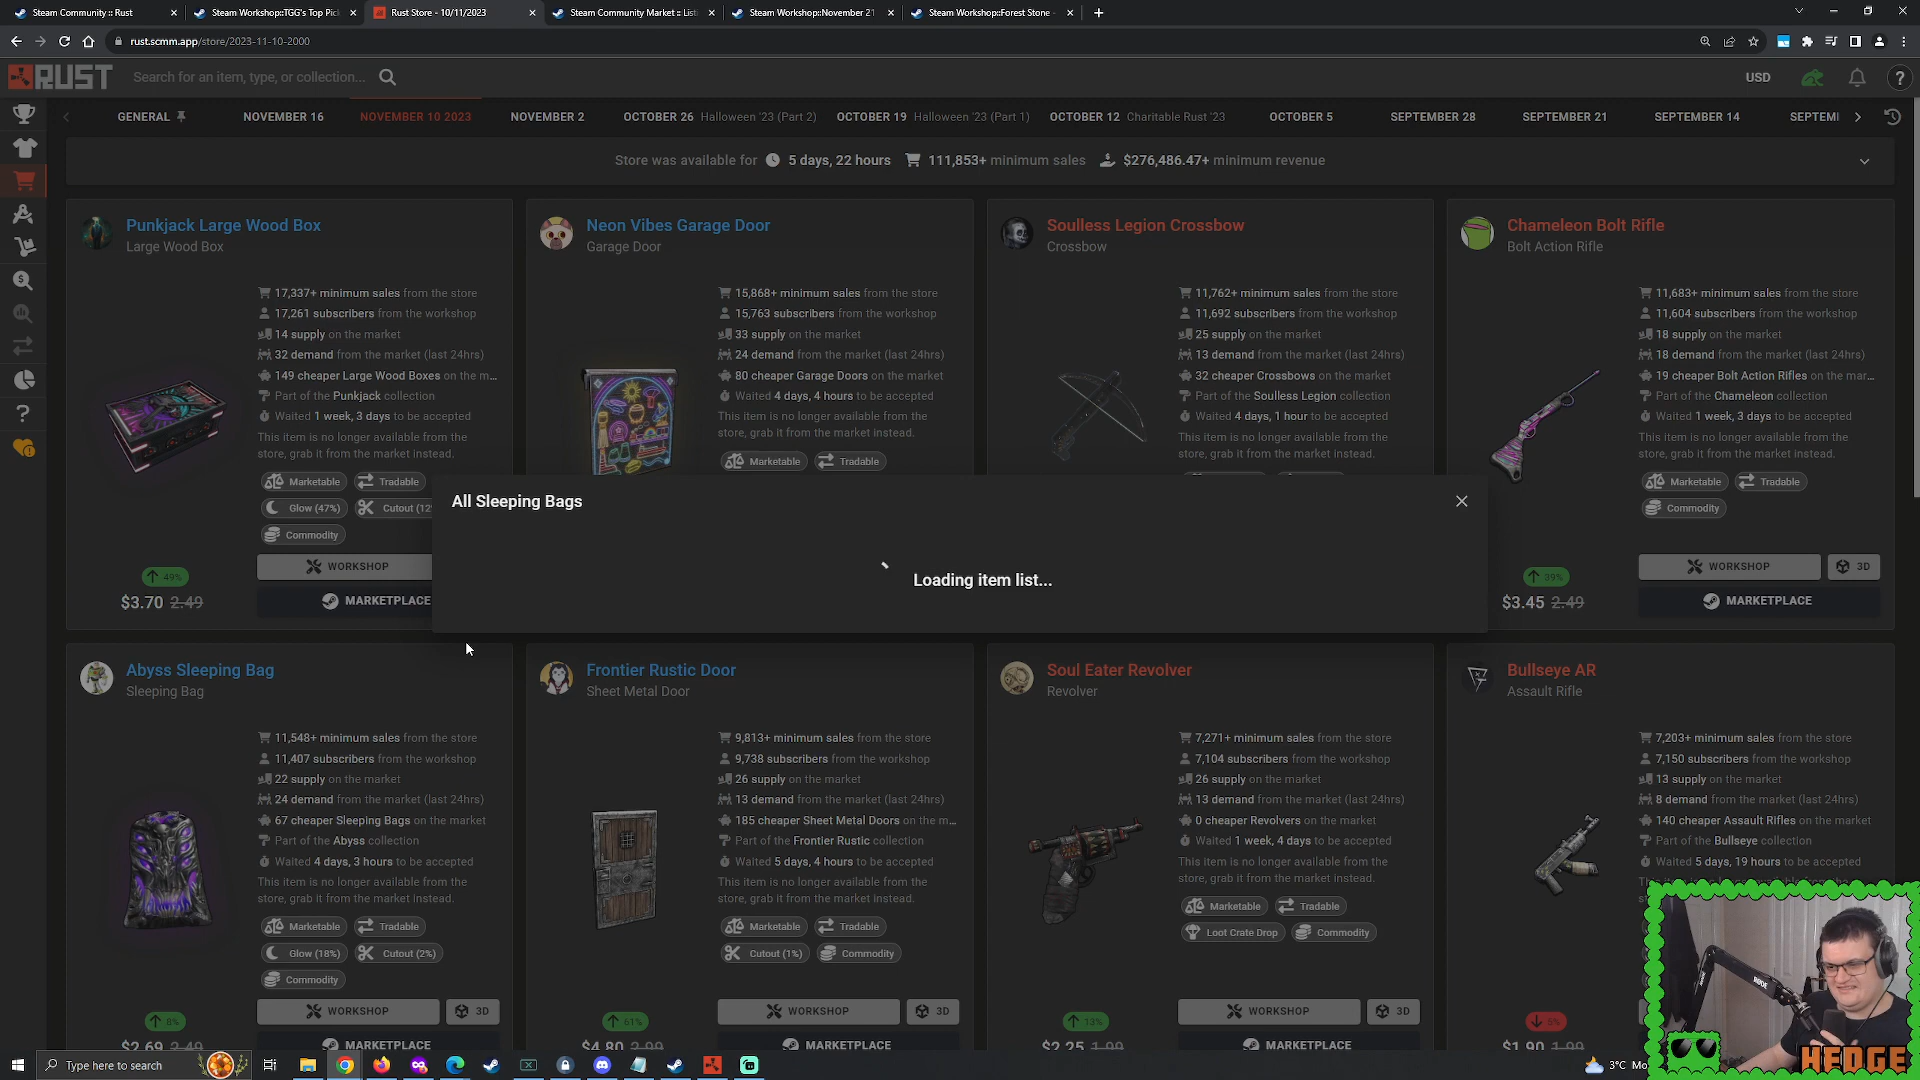 Steam Community :: Rust
Steam Workshop::TGG's Top Pic
Rust Store - 10/11/2023
Steam Community Market :: List
Steam Workshop::November 21
Steam Workshop::Forest Stone -
rust.scmm.app/store/2023-11-10-2000
RUST
Search for an item, type, or collection...
USD
GENERAL
NOVEMBER 16
NOVEMBER 10 2023
NOVEMBER 2
OCTOBER 26 Halloween '23 (Part 2)
OCTOBER 19 Halloween '23 (Part 1)
OCTOBER 12 Charitable Rust '23
OCTOBER 5
SEPTEMBER 28
SEPTEMBER 21
SEPTEMBER 14
SEPTEM
Store was available for 5 days, 22 hours 111,853+ minimum sales $276,486.47+ minimum revenue
Punkjack Large Wood Box
Large Wood Box
17,337+ minimum sales from the store
17,261 subscribers from the workshop
14 supply on the market
32 demand from the market (last 24hrs)
149 cheaper Large Wood Boxes on the m...
Part of the Punkjack collection
Waited 1 week, 3 days to be accepted
This item is no longer available from the
store, grab it from the market instead.
Marketable
Tradable
Glow (47%)
Cutout (12
Commodity
WORKSHOP
49%
$3.70 2.49
MARKETPLACE
Neon Vibes Garage Door
Garage Door
15,868+ minimum sales from the store
15,763 subscribers from the workshop
33 supply on the market
24 demand from the market (last 24hrs)
80 cheaper Garage Doors on the market
Waited 4 days, 4 hours to be accepted
This item is no longer available from the
store, grab it from the market instead.
Marketable
Tradable
Soulless Legion Crossbow
Crossbow
11,762+ minimum sales from the store
11,692 subscribers from the workshop
25 supply on the market
13 demand from the market (last 24hrs)
32 cheaper Crossbows on the market
Part of the Soulless Legion collection
Waited 4 days, 1 hour to be accepted
This item is no longer available from the
store, grab it from the market instead.
Chameleon Bolt Rifle
Bolt Action Rifle
11,683+ minimum sales from the store
11,604 subscribers from the workshop
18 supply on the market
18 demand from the market (last 24hrs)
19 cheaper Bolt Action Rifles on the mar...
Part of the Chameleon collection
Waited 1 week, 3 days to be accepted
This item is no longer available from the
store, grab it from the market instead.
Marketable
Tradable
Commodity
WORKSHOP
3D
39%
$3.45 2.49
MARKETPLACE
All Sleeping Bags
Loading item list...
Abyss Sleeping Bag
Sleeping Bag
11,548+ minimum sales from the store
11,407 subscribers from the workshop
22 supply on the market
24 demand from the market (last 24hrs)
67 cheaper Sleeping Bags on the market
Part of the Abyss collection
Waited 4 days, 3 hours to be accepted
This item is no longer available from the
store, grab it from the market instead.
Marketable
Tradable
Glow (18%)
Cutout (2%)
Commodity
WORKSHOP
3D
8%
$2.69 2.49
MARKETPLACE
Frontier Rustic Door
Sheet Metal Door
9,813+ minimum sales from the store
9,738 subscribers from the workshop
26 supply on the market
13 demand from the market (last 24hrs)
185 cheaper Sheet Metal Doors on the m...
Part of the Frontier Rustic collection
Waited 5 days, 4 hours to be accepted
This item is no longer available from the
store, grab it from the market instead.
Marketable
Tradable
Cutout (1%)
Commodity
WORKSHOP
3D
61%
$4.80 2.99
MARKETPLACE
Soul Eater Revolver
Revolver
7,271+ minimum sales from the store
7,104 subscribers from the workshop
26 supply on the market
13 demand from the market (last 24hrs)
0 cheaper Revolvers on the market
Waited 1 week, 4 days to be accepted
This item is no longer available from the
store, grab it from the market instead.
Marketable
Tradable
Loot Crate Drop
Commodity
WORKSHOP
3D
13%
$2.25 1.99
MARKETPLACE
Bullseye AR
Assault Rifle
7,203+ minimum sales from the store
7,150 subscribers from the workshop
13 supply on the market
8 demand from the market (last 24hrs)
140 cheaper Assault Rifles on the market
Part of the Bullseye collection
Waited 5 days, 19 hours to be accepted
5%
$1.90 1.99
RØDE
HEDGE
Type here to search
3°C Mo